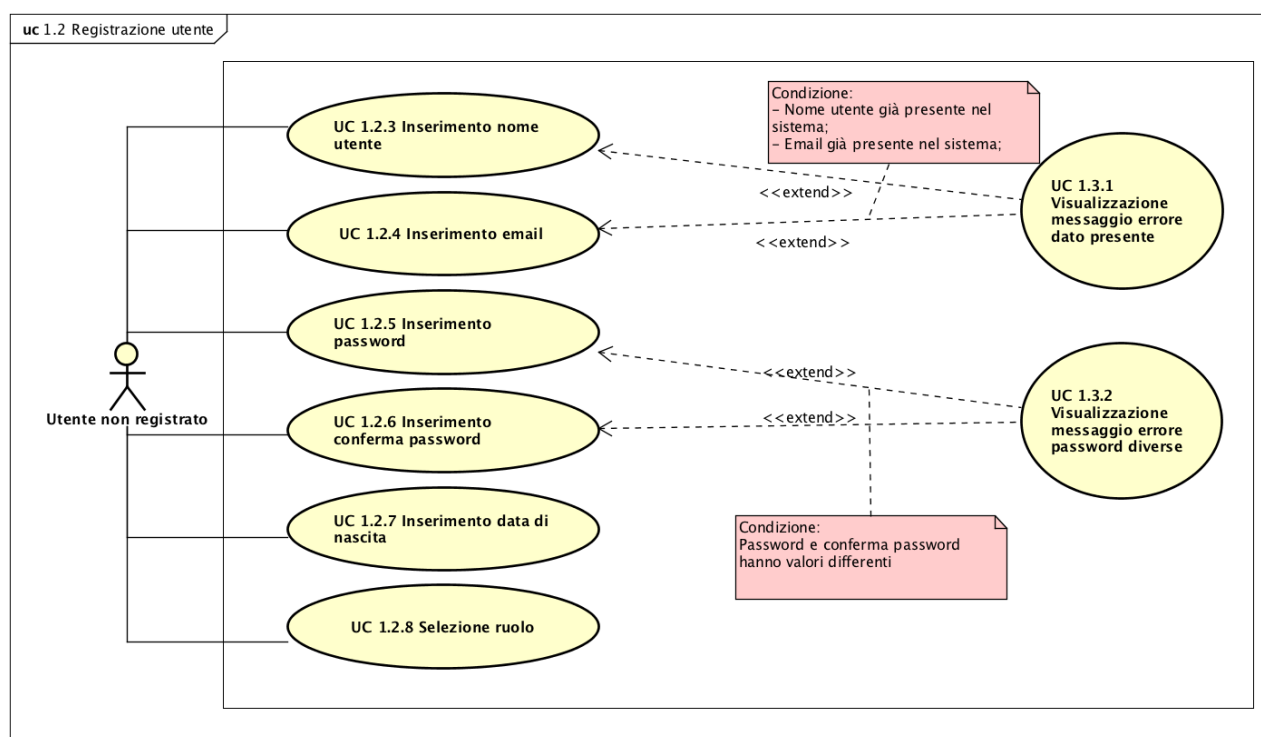 uc 1.2 Registrazione utente
Condizione:
- Nome utente già presente nel
sistema;
- Email già presente nel sistema;
UC 1.2.3 Inserimento nome
utente
<<extend>>
UC 1.3.1
Visualizzazione
messaggio errore
dato presente
UC 1.2.4 Inserimento email
<<extend>>
UC 1.2.5 Inserimento
password
<<extend>>
UC 1.3.2
Visualizzazione
messaggio errore
password diverse
Utente non registrato
UC 1.2.6 Inserimento
conferma password
<<extend>>
UC 1.2.7 Inserimento data di
nascita
Condizione:
Password e conferma password
hanno valori differenti
UC 1.2.8 Selezione ruolo